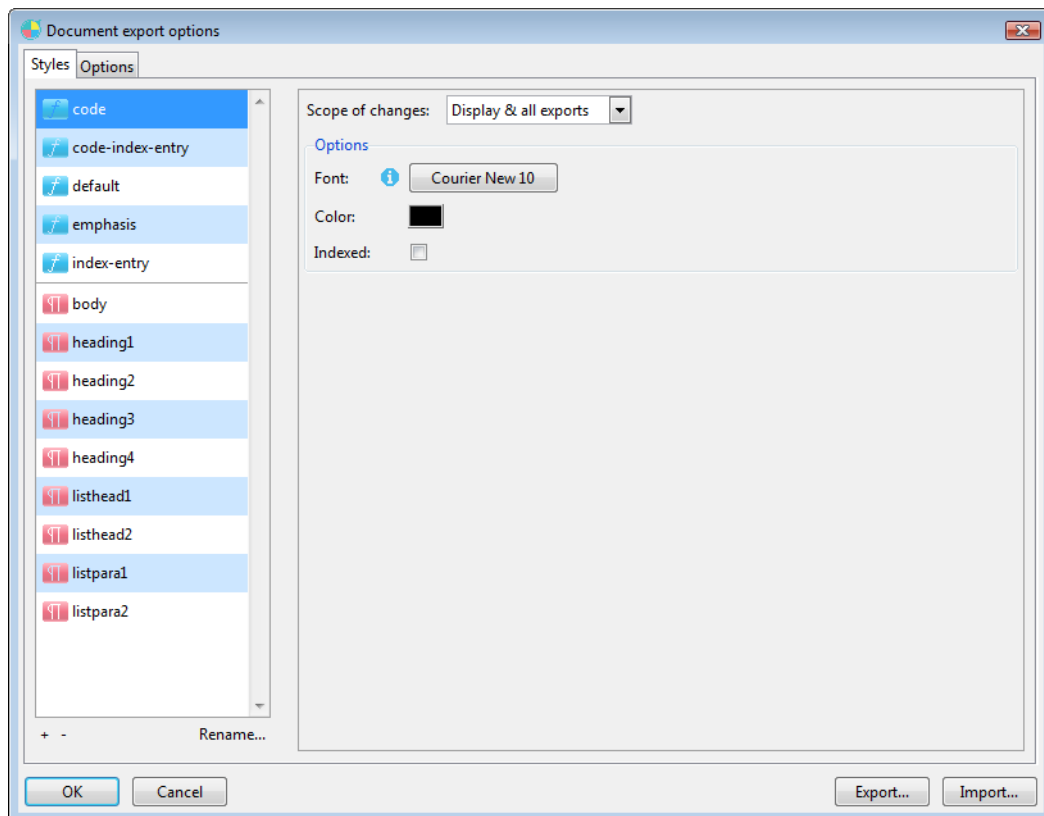 Document export options
Styles Options
code
code-index-entry
default
emphasis
index-entry
body
heading1
heading2
heading3
heading4
listhead1
listhead2
listpara1
listpara2
+ - Rename...
Scope of changes: Display & all exports
Options
Font: Courier New 10
Color:
Indexed:
OK Cancel Export... Import...